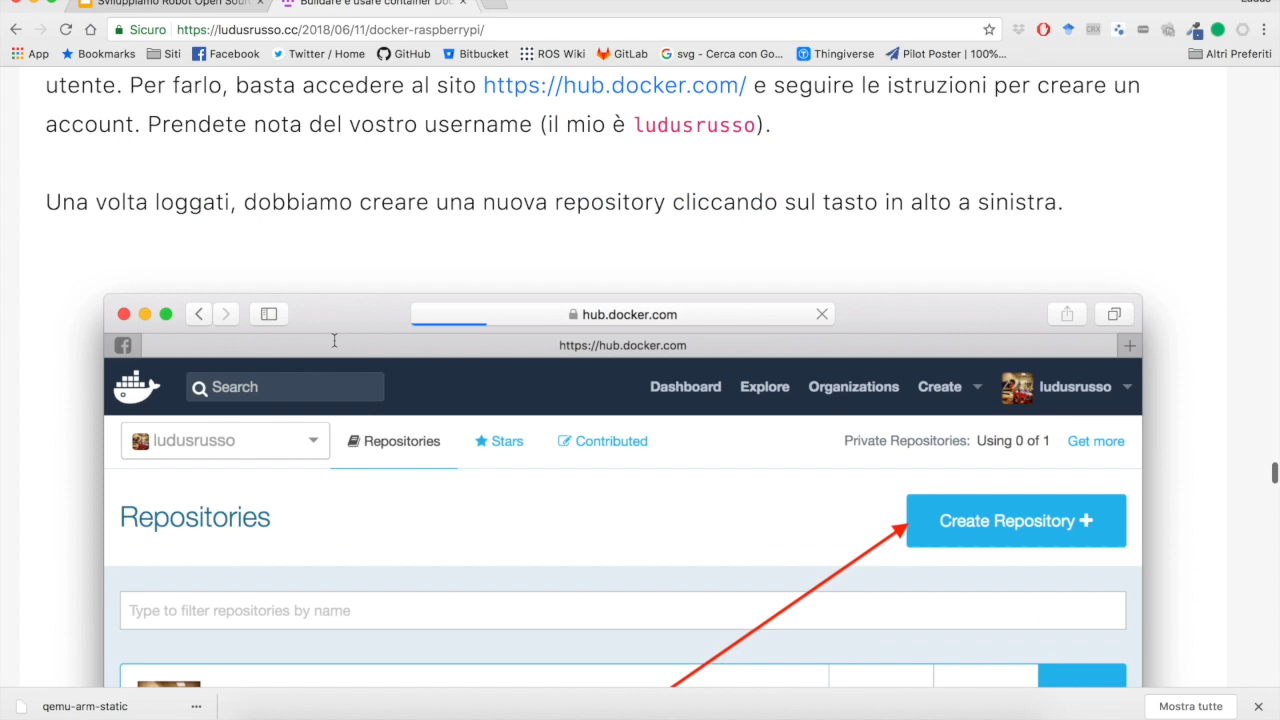 Sviluppiamo Robot Open Sour
Buildare e usare container Doc
Sicuro
https://ludusrusso.cc/2018/06/11/docker-raspberrypi/
App Bookmarks Siti Facebook Twitter / Home GitHub Bitbucket ROS Wiki GitLab svg - Cerca con Go... Thingiverse Pilot Poster | 100%... Altri Preferiti
utente. Per farlo, basta accedere al sito https://hub.docker.com/ e seguire le istruzioni per creare un
account. Prendete nota del vostro username (il mio è ludusrusso).
Una volta loggati, dobbiamo creare una nuova repository cliccando sul tasto in alto a sinistra.
hub.docker.com
https://hub.docker.com
Search Dashboard Explore Organizations Create ludusrusso
ludusrusso Repositories Stars Contributed Private Repositories: Using 0 of 1 Get more
Repositories Create Repository
Type to filter repositories by name
qemu-arm-static Mostra tutte